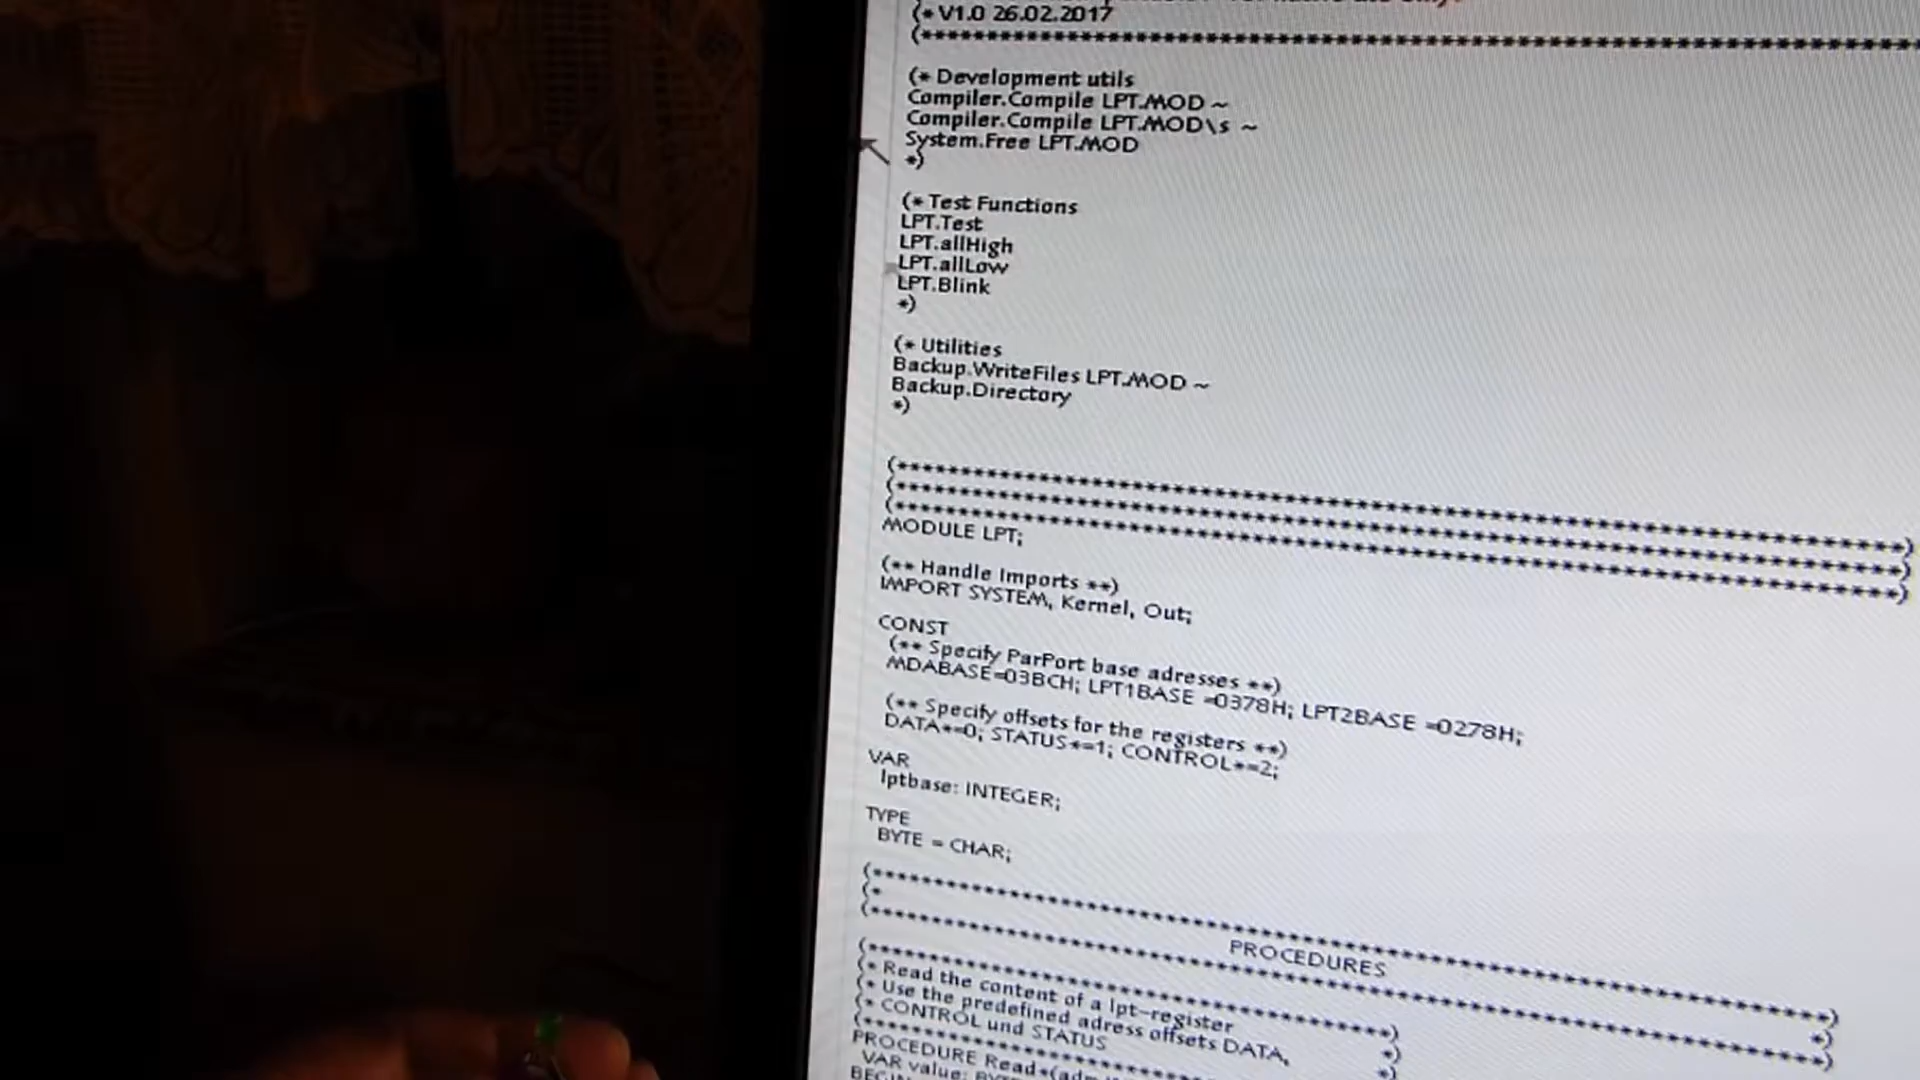 (* V1.0 26.02.2017
(* Development utils
Compiler.Compile LPT.MOD ~
Compiler.Compile LPT.MOD\s ~
System.Free LPT.MOD
*)
(* Test Functions
LPT.Test
LPT.allHigh
LPT.allLow
LPT.Blink
*)
(* Utilities
Backup.WriteFiles LPT.MOD ~
Backup.Directory
*)
MODULE LPT;
(** Handle Imports **)
IMPORT SYSTEM, Kernel, Out;
CONST
(** Specify ParPort base adresses **)
MDABASE=03BCH; LPT1BASE =0378H; LPT2BASE =0278H;
(** Specify offsets for the registers **)
DATA*=0; STATUS*=1; CONTROL*=2;
VAR
lptbase: INTEGER;
TYPE
BYTE = CHAR;
(* PROCEDURES *)
(* Read the content of a lpt-register *)
(* Use the predefined adress offsets DATA, *)
(* CONTROL und STATUS *)
PROCEDURE Read*(
VAR value: